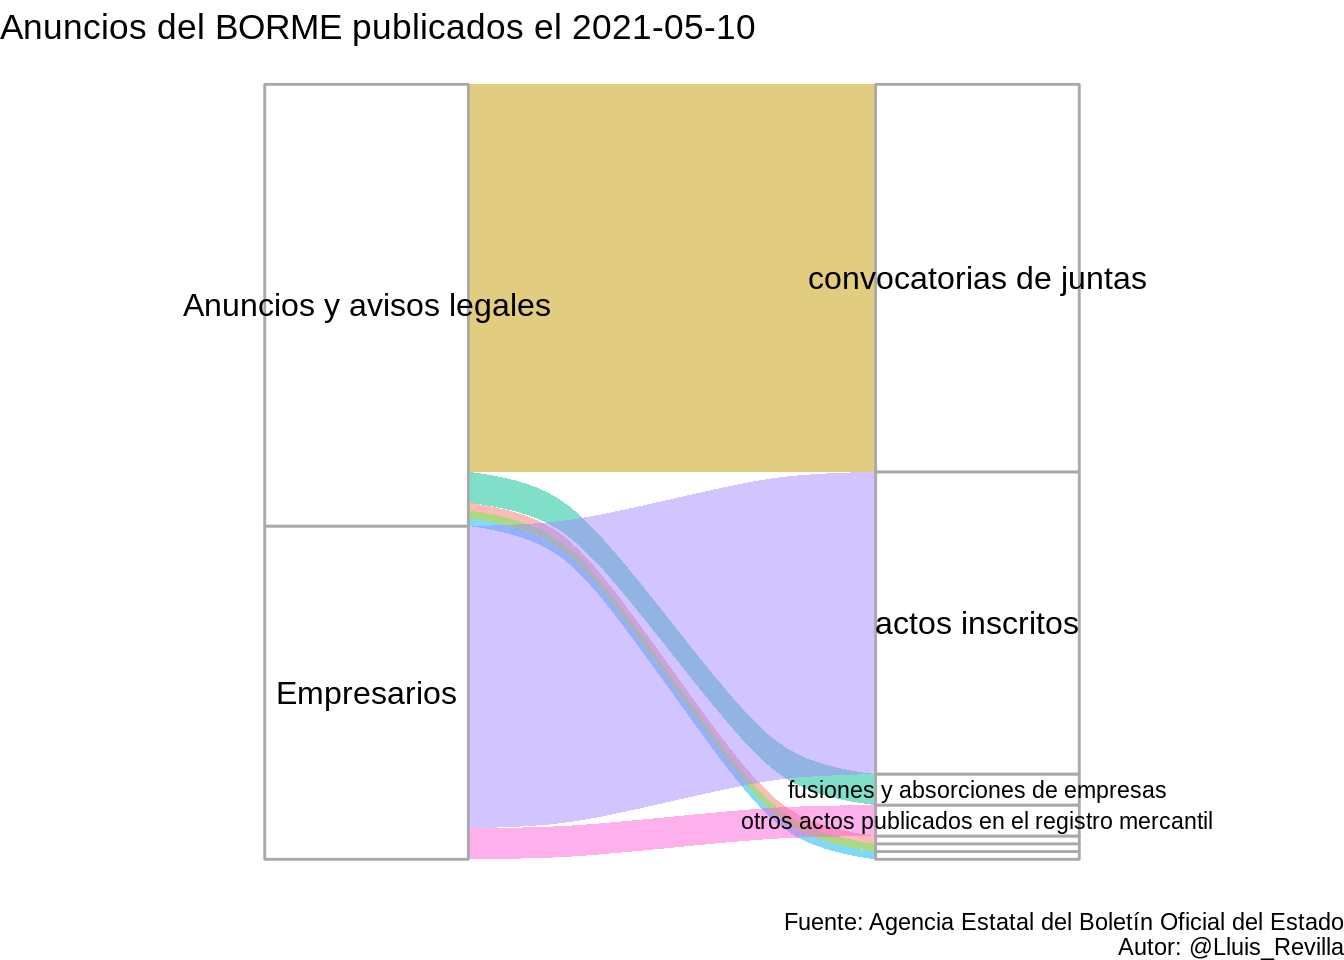 Anuncios del BORME publicados el 2021-05-10
convocatorias de juntas
Anuncios y avisos legales
actos inscritos
Empresarios
fusiones y absorciones de empresas
otros actos publicados en el registro mercantil
Fuente: Agencia Estatal del Boletín Oficial del Estado
Autor: @Lluis_Revilla